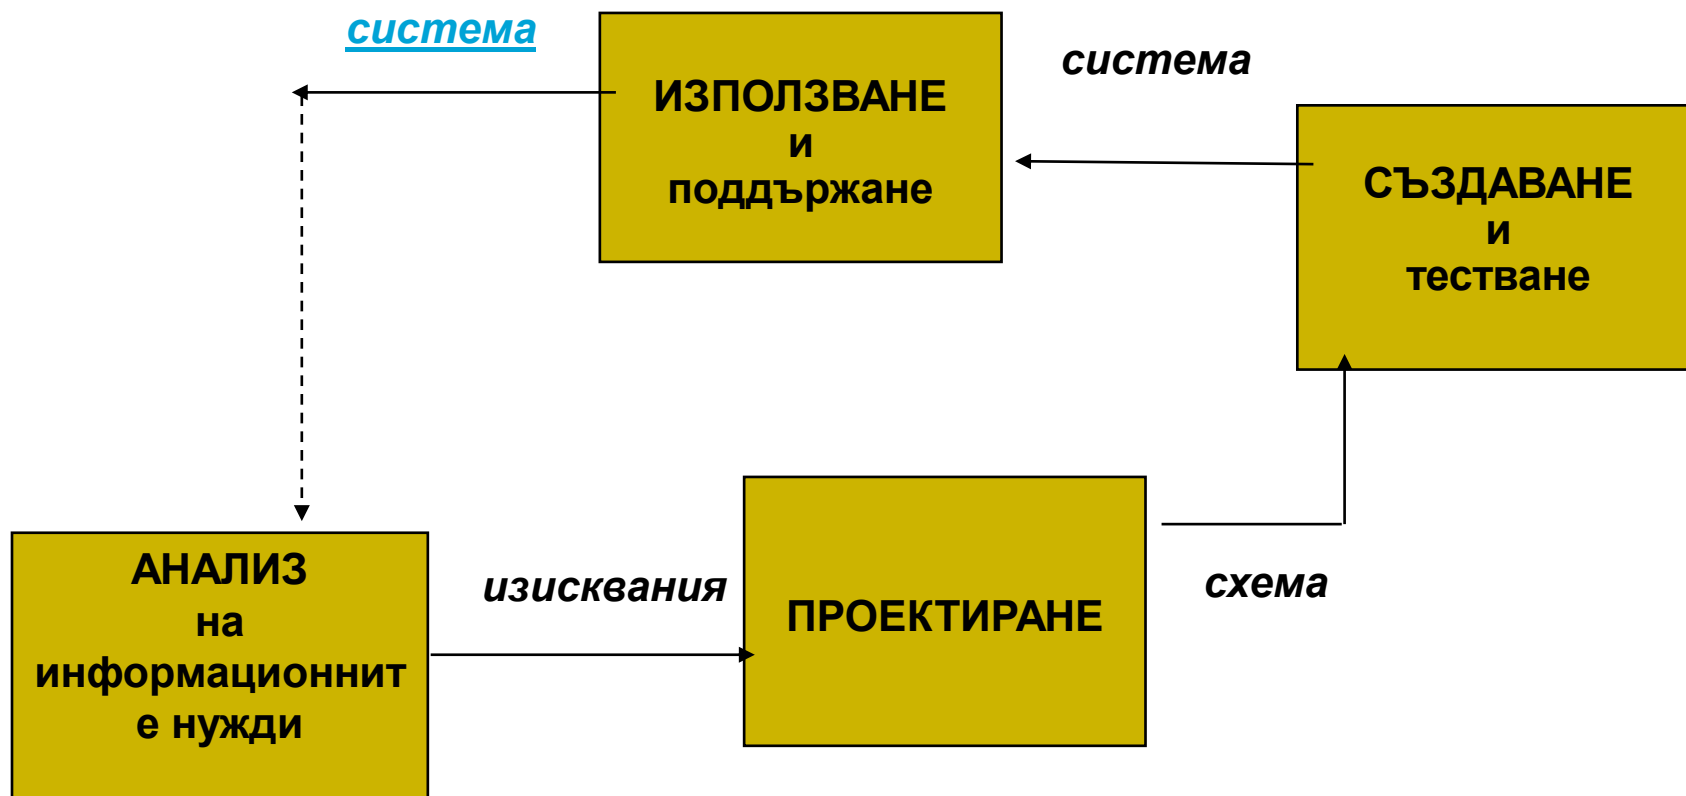 система
система
ИЗПОЛЗВАНЕ
и
поддържане
СЪЗДАВАНЕ
и
тестване
АНАЛИЗ
на
информационнит
е нужди
изисквания
ПРОЕКТИРАНЕ
схема